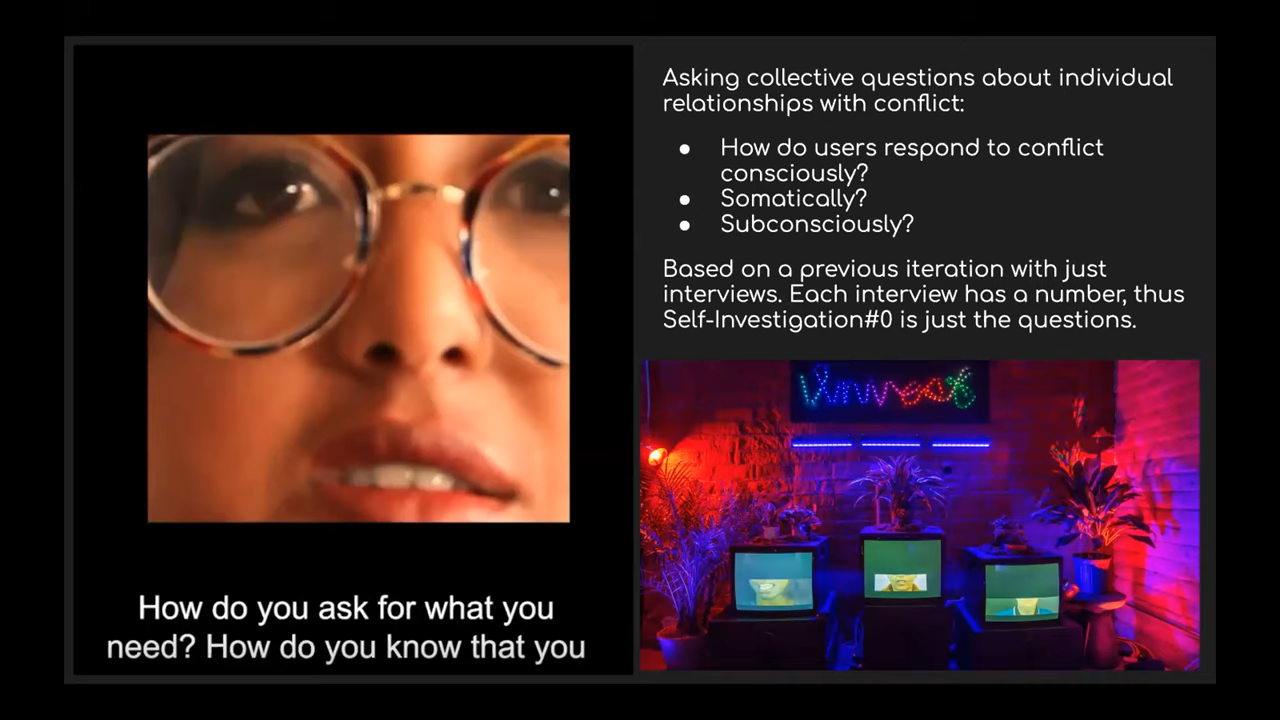 Asking collective questions about individual
relationships with conflict:
● How do users respond to conflict
consciously?
● Somatically?
● Subconsciously?
Based on a previous iteration with just
interviews. Each interview has a number, thus
Self-Investigation#0 is just the questions.
How do you ask for what you
need? How do you know that you